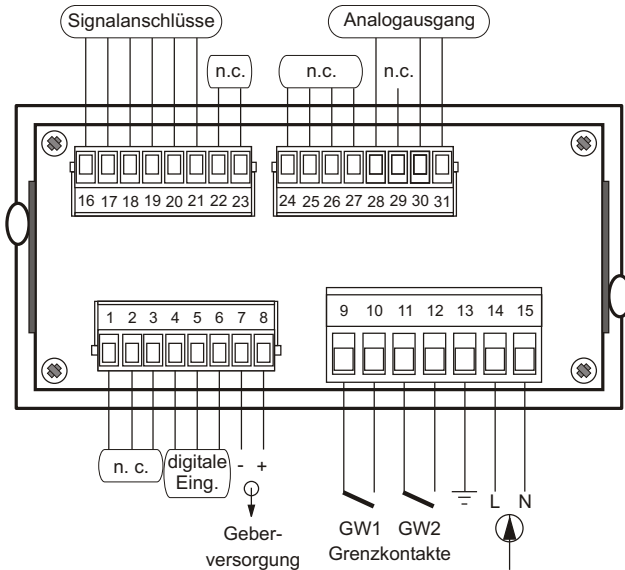 Signalanschlüsse Analogausgang
n.c. n.c. n.c.
16 17 18 19 20 21 22 23 24 25 26 27 28 29 30 31
1 2 3 4 5 6 7 8 9 10 11 12 13 14 15
n. c. digitale - +
Eing.
L N
Geber- GW1 GW2
versorgung Grenzkontakte